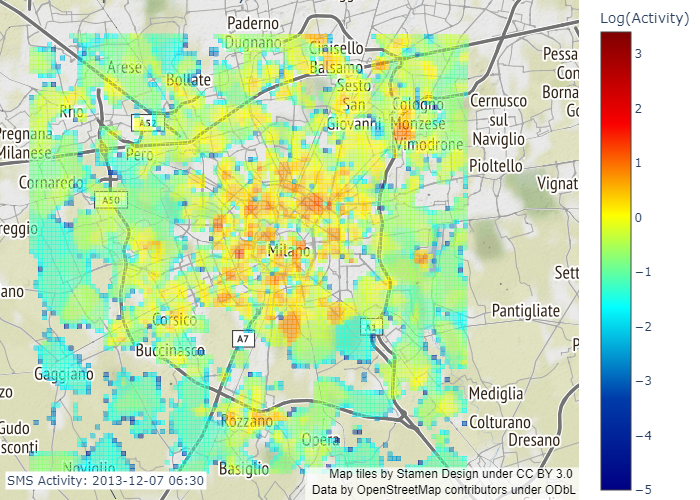 Log(Activity)
3
2
1
0
−1
−2
−3
−4
−5
Paderno
Dugnano
Cinisello
Balsamo
Arese
Bollate
Sesto
San
Giovanni
Rho
A52
Cologno
Monzese
Vimodrone
Cernusco
sul
Naviglio
Pessa
Con
Borna
Go
Pregnana
Milanese
Pero
Pioltello
Cornaredo
A50
Vignat
reggio
Milano
Sett
ano
Pantigliate
Corsico
A1
A7
Buccinasco
P
Gaggiano
zo
Mediglia
Rozzano
Colturano
Gudo
sconti
Opera
Dresano
Noviglio
Basiglio
SMS Activity: 2013-12-07 06:30
Map tiles by Stamen Design under CC BY 3.0
Data by OpenStreetMap contributors under ODbL